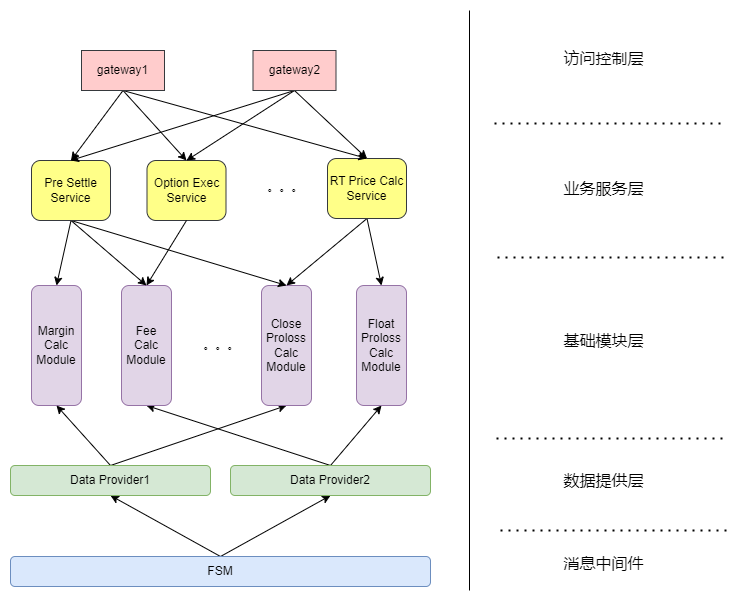 gateway1
gateway2
访问控制层
Pre Settle
Service
Option Exec
Service
。。。
RT Price Calc
Service
业务服务层
Margin
Calc
Module
Fee
Calc
Module
。。。
Close
Proloss
Calc
Module
Float
Proloss
Calc
Module
基础模块层
Data Provider1
Data Provider2
数据提供层
FSM
消息中间件